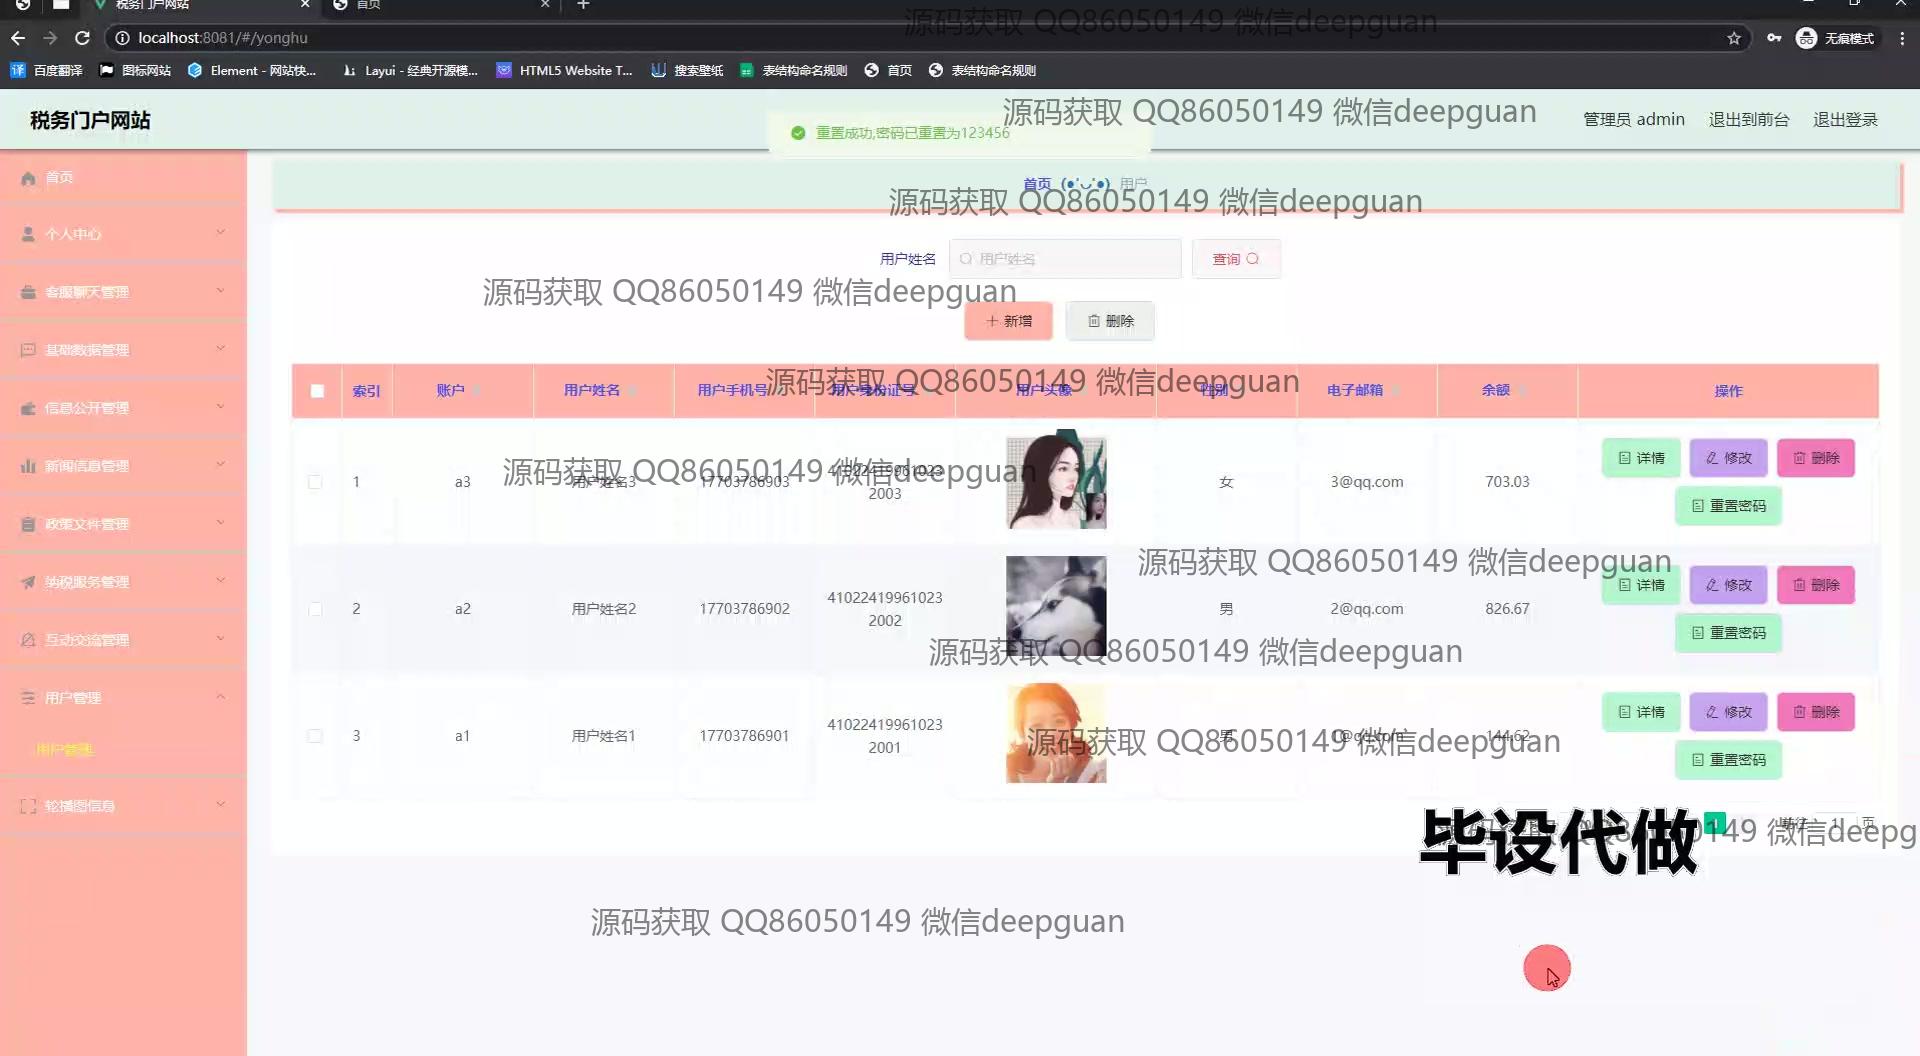 税务门户网站
首页
localhost:8081/#/yonghu
无痕模式
百度翻译
图标网站
Element - 网站快...
Layui - 经典开源模...
HTML5 Website T...
搜索壁纸
表结构命名规则
首页
表结构命名规则
源码获取 QQ86050149 微信deepguan
税务门户网站
重置成功,密码已重置为123456
源码获取 QQ86050149 微信deepguan
管理员 admin
退出到前台
退出登录
首页 (●'◡'●) 用户
源码获取 QQ86050149 微信deepguan
首页
个人中心
客服聊天管理
基础数据管理
信息公开管理
新闻信息管理
政策文件管理
纳税服务管理
互动交流管理
用户管理
用户管理
轮播图信息
用户姓名
用户姓名
查询
源码获取 QQ86050149 微信deepguan
新增
删除
索引 账户 用户姓名 用户手机号 用户身份证号 用户头像 性别 电子邮箱 余额 操作
源码获取 QQ86050149 微信deepguan
1 a3 用户姓名3 17703786903 410224199610232003 女 3@qq.com 703.03
详情 修改 删除
重置密码
源码获取 QQ86050149 微信deepguan
源码获取 QQ86050149 微信deepguan
2 a2 用户姓名2 17703786902 410224199610232002 男 2@qq.com 826.67
详情 修改 删除
重置密码
源码获取 QQ86050149 微信deepguan
3 a1 用户姓名1 17703786901 410224199610232001 男 1@qq.com 144.62
详情 修改 删除
重置密码
源码获取 QQ86050149 微信deepguan
毕设代做
1 前往 1 页
源码获取 QQ86050149 微信deepg
源码获取 QQ86050149 微信deepguan